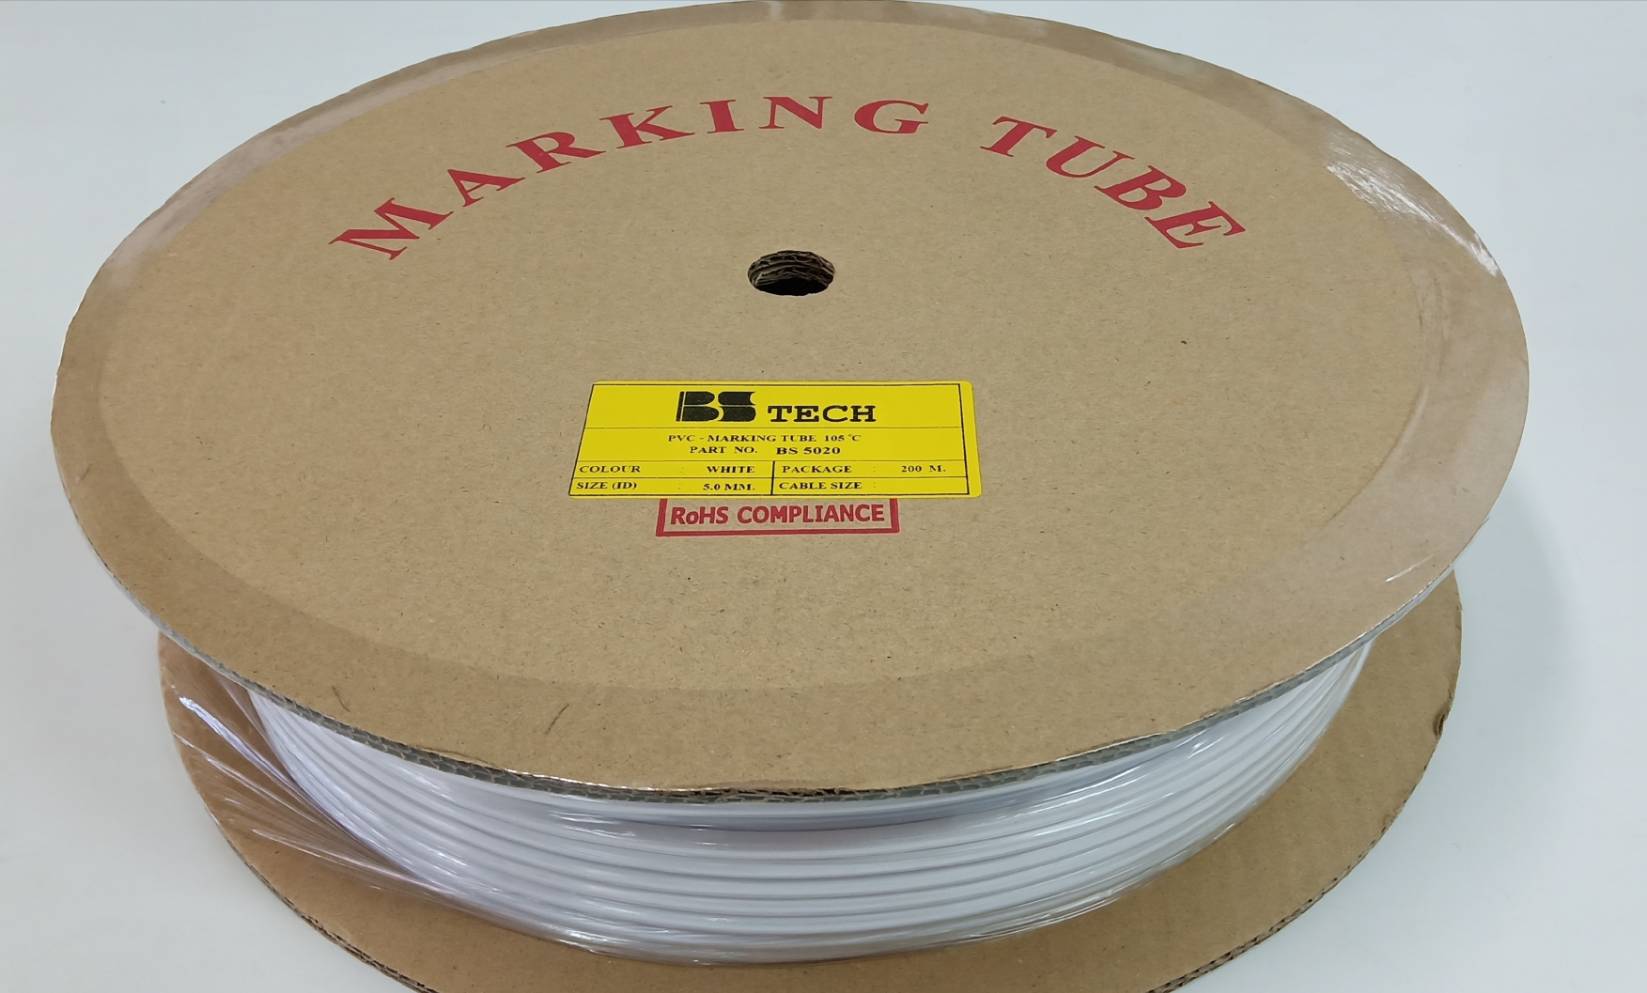 MARKING TUBE
BS TECH
PVC - MARKING TUBE 105°C
PART NO. BS 5020
COLOUR : WHITE PACKAGE : 200 M.
SIZE (ID) : 5.0 MM. CABLE SIZE :
RoHS COMPLIANCE